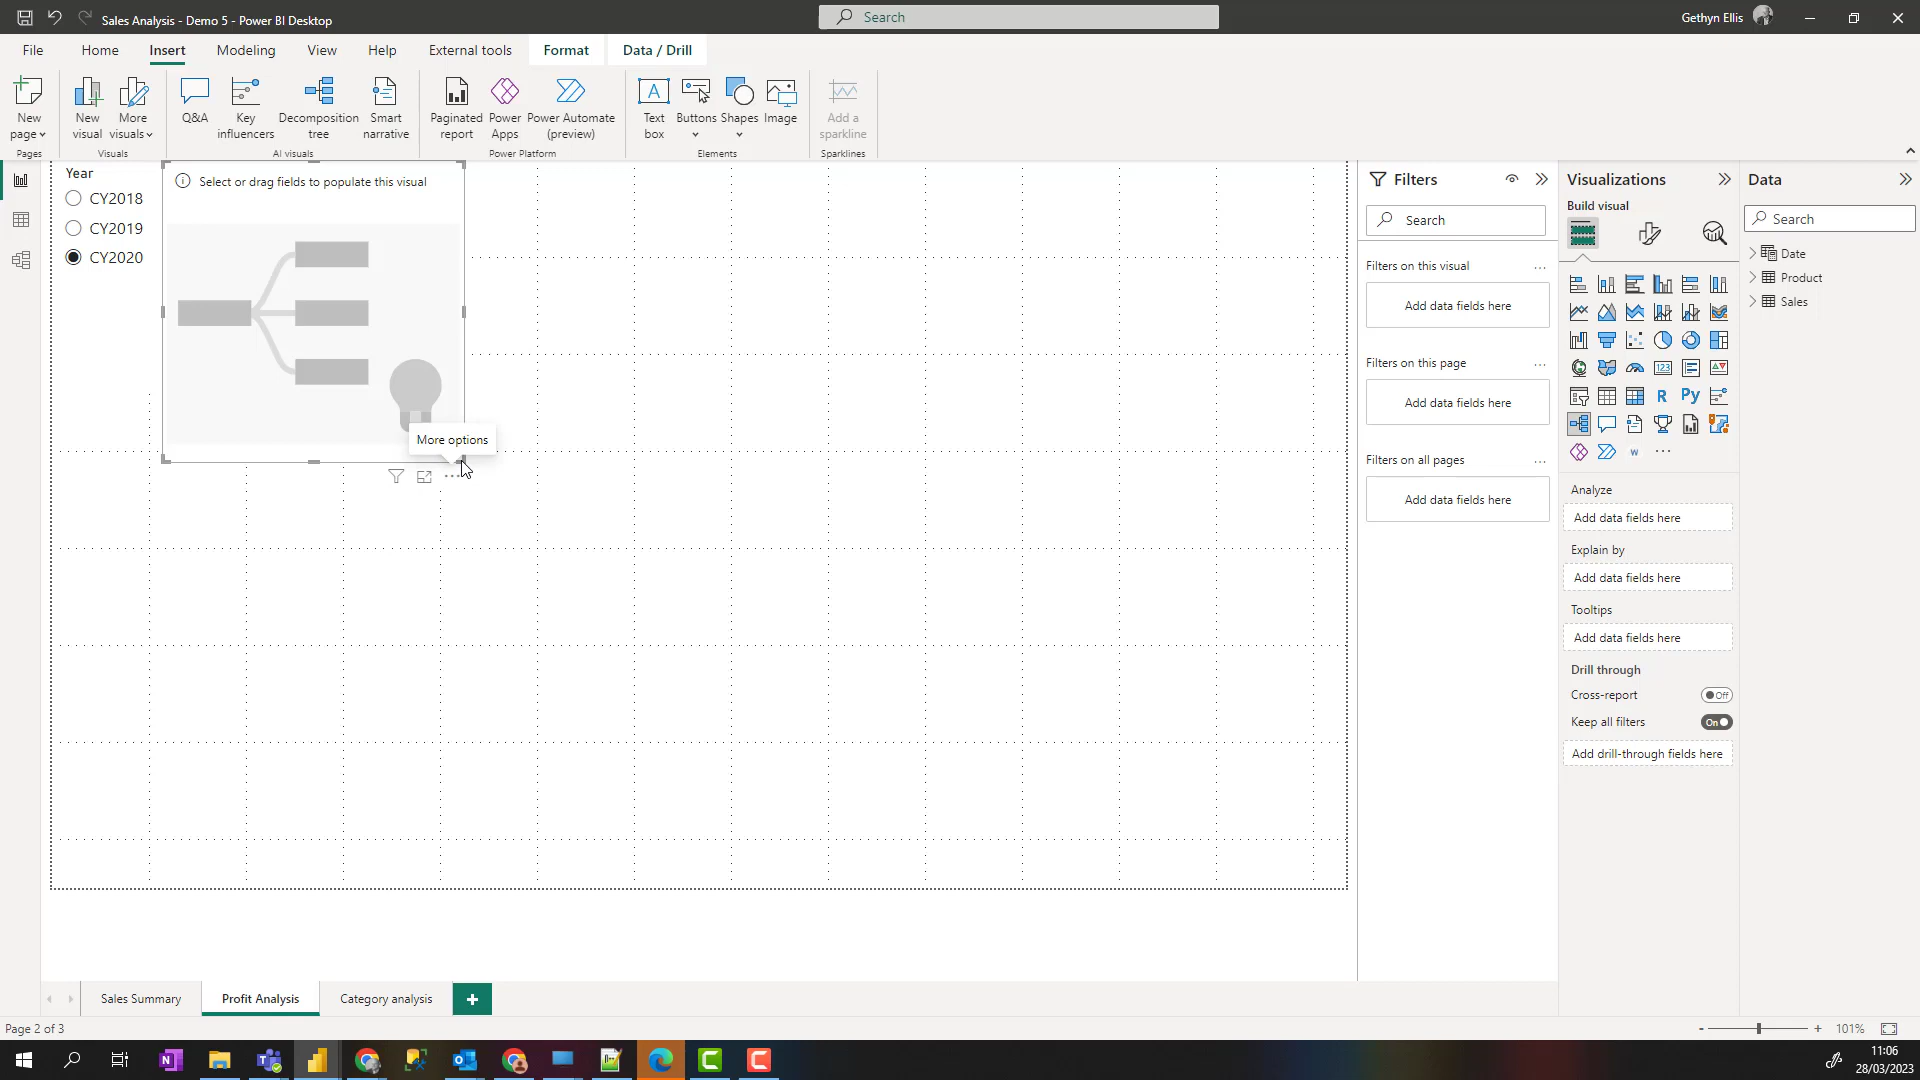 Sales Analysis - Demo 5 - Power BI Desktop
Search
Gethyn Ellis
File
Home
Insert
Modeling
View
Help
External tools
Format
Data / Drill
New page
New visual
More visuals
Q&A
Key influencers
Decomposition tree
Smart narrative
Paginated report
Power Apps
Power Automate (preview)
Text box
Buttons
Shapes
Image
Add a sparkline
Pages
Visuals
AI visuals
Power Platform
Elements
Sparklines
Year
CY2018
CY2019
CY2020
Select or drag fields to populate this visual
More options
Filters
Search
Filters on this visual
Add data fields here
Filters on this page
Add data fields here
Filters on all pages
Add data fields here
Visualizations
Build visual
123
R
Py
W
Analyze
Add data fields here
Explain by
Add data fields here
Tooltips
Add data fields here
Drill through
Cross-report
Off
Keep all filters
On
Add drill-through fields here
Data
Search
Date
Product
Sales
Sales Summary
Profit Analysis
Category analysis
Page 2 of 3
101%
11:06
28/03/2023